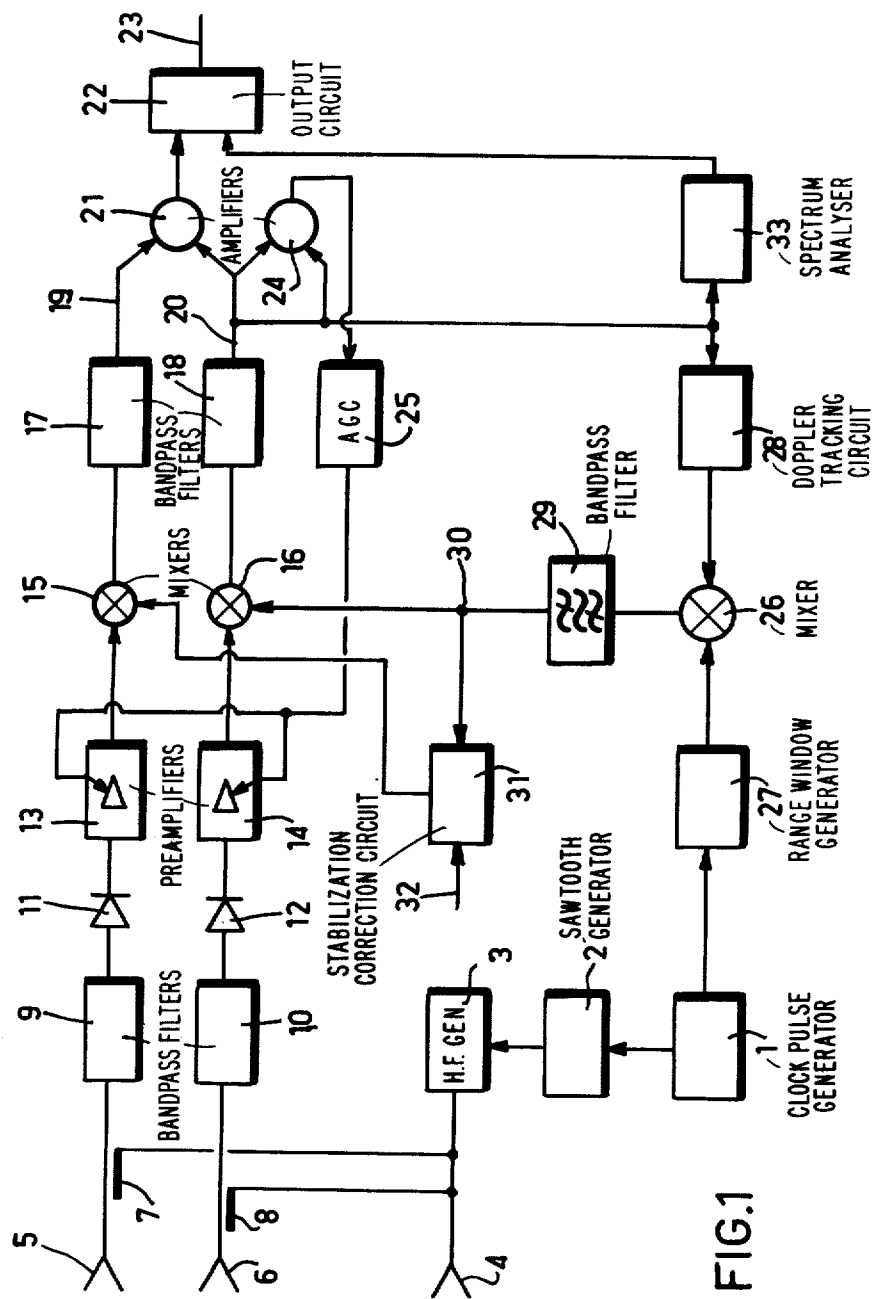 5
9
11
13
15
17
19
21
22
23
OUTPUT
CIRCUIT
7
BANDPASS FILTERS
PREAMPLIFIERS
MIXERS
BANDPASS
FILTERS
AMPLIFIERS
6
8
10
12
14
16
18
20
24
AGC
25
STABILIZATION
CORRECTION CIRCUIT
32
31
30
29
BANDPASS
FILTER
4
H.F. GEN.
3
2
SAWTOOTH
GENERATOR
1
CLOCK PULSE
GENERATOR
27
RANGE WINDOW
GENERATOR
26
MIXER
28
DOPPLER
TRACKING
CIRCUIT
33
SPECTRUM
ANALYSER
FIG.1